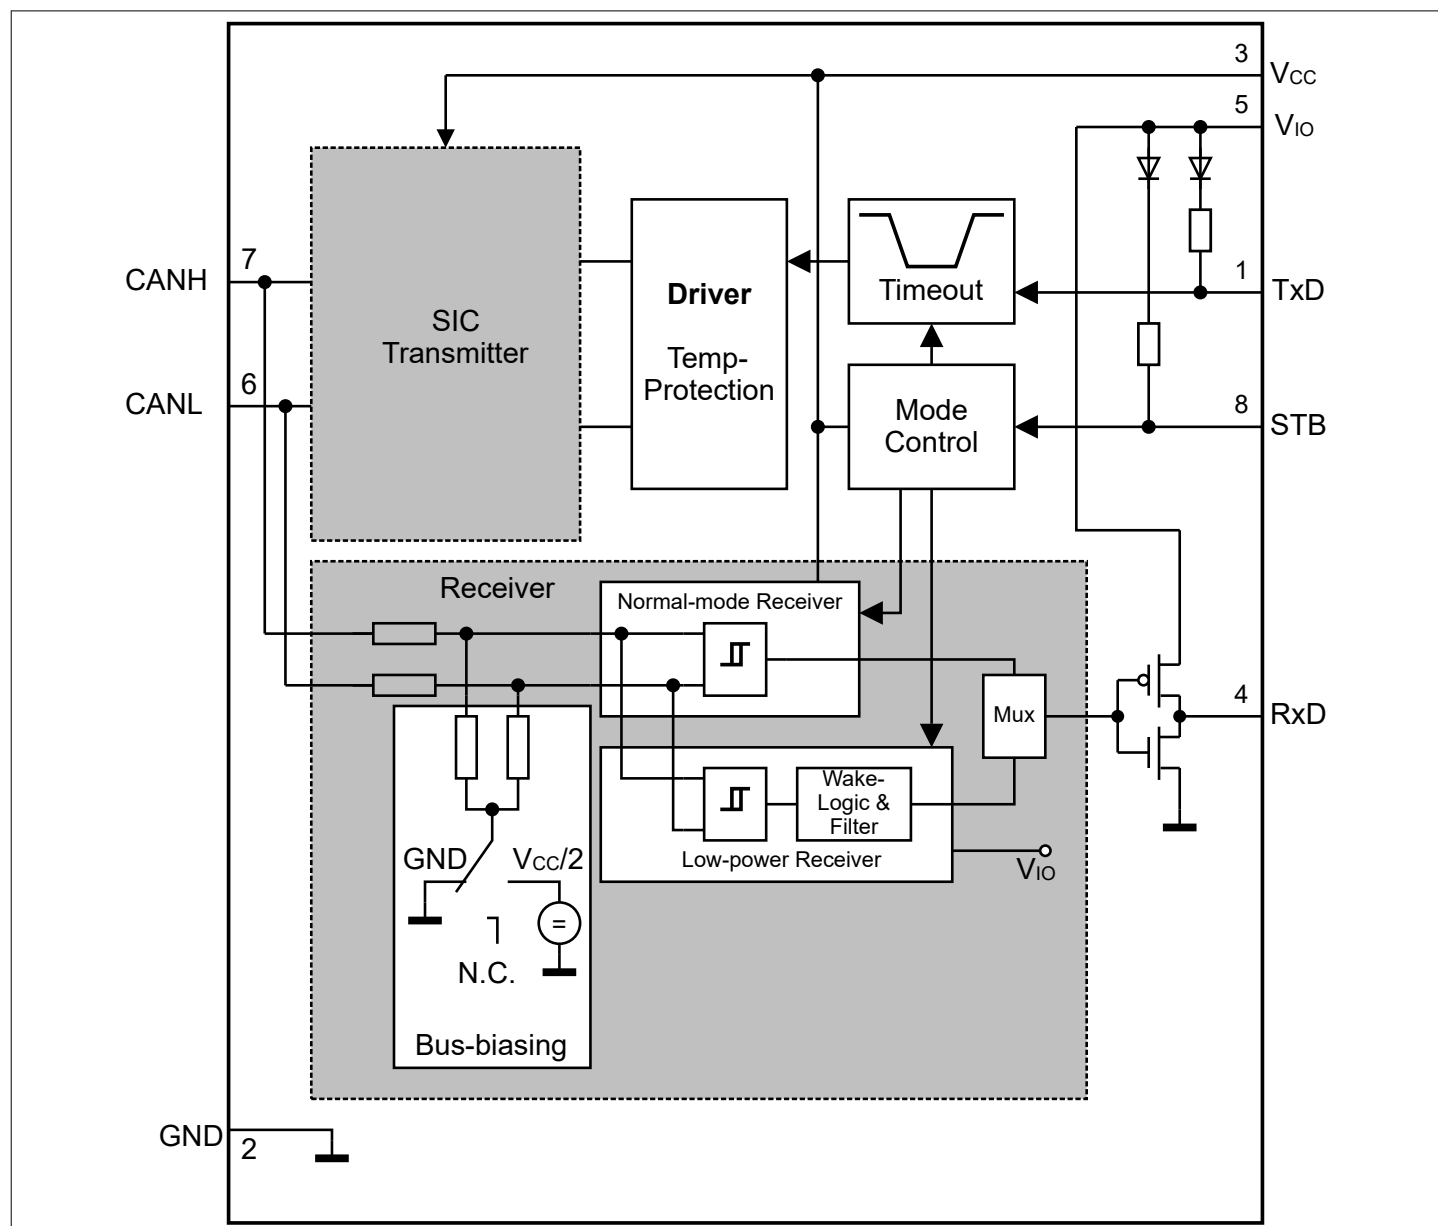 3
VCC
5
VIO
7
CANH
SIC
Transmitter
Driver
Temp-
Protection
Timeout
1
TxD
6
CANL
Mode
Control
8
STB
Receiver
Normal-mode Receiver
Mux
4
RxD
Wake-
Logic &
Filter
Low-power Receiver
VIO
GND
VCC/2
=
N.C.
Bus-biasing
GND
2